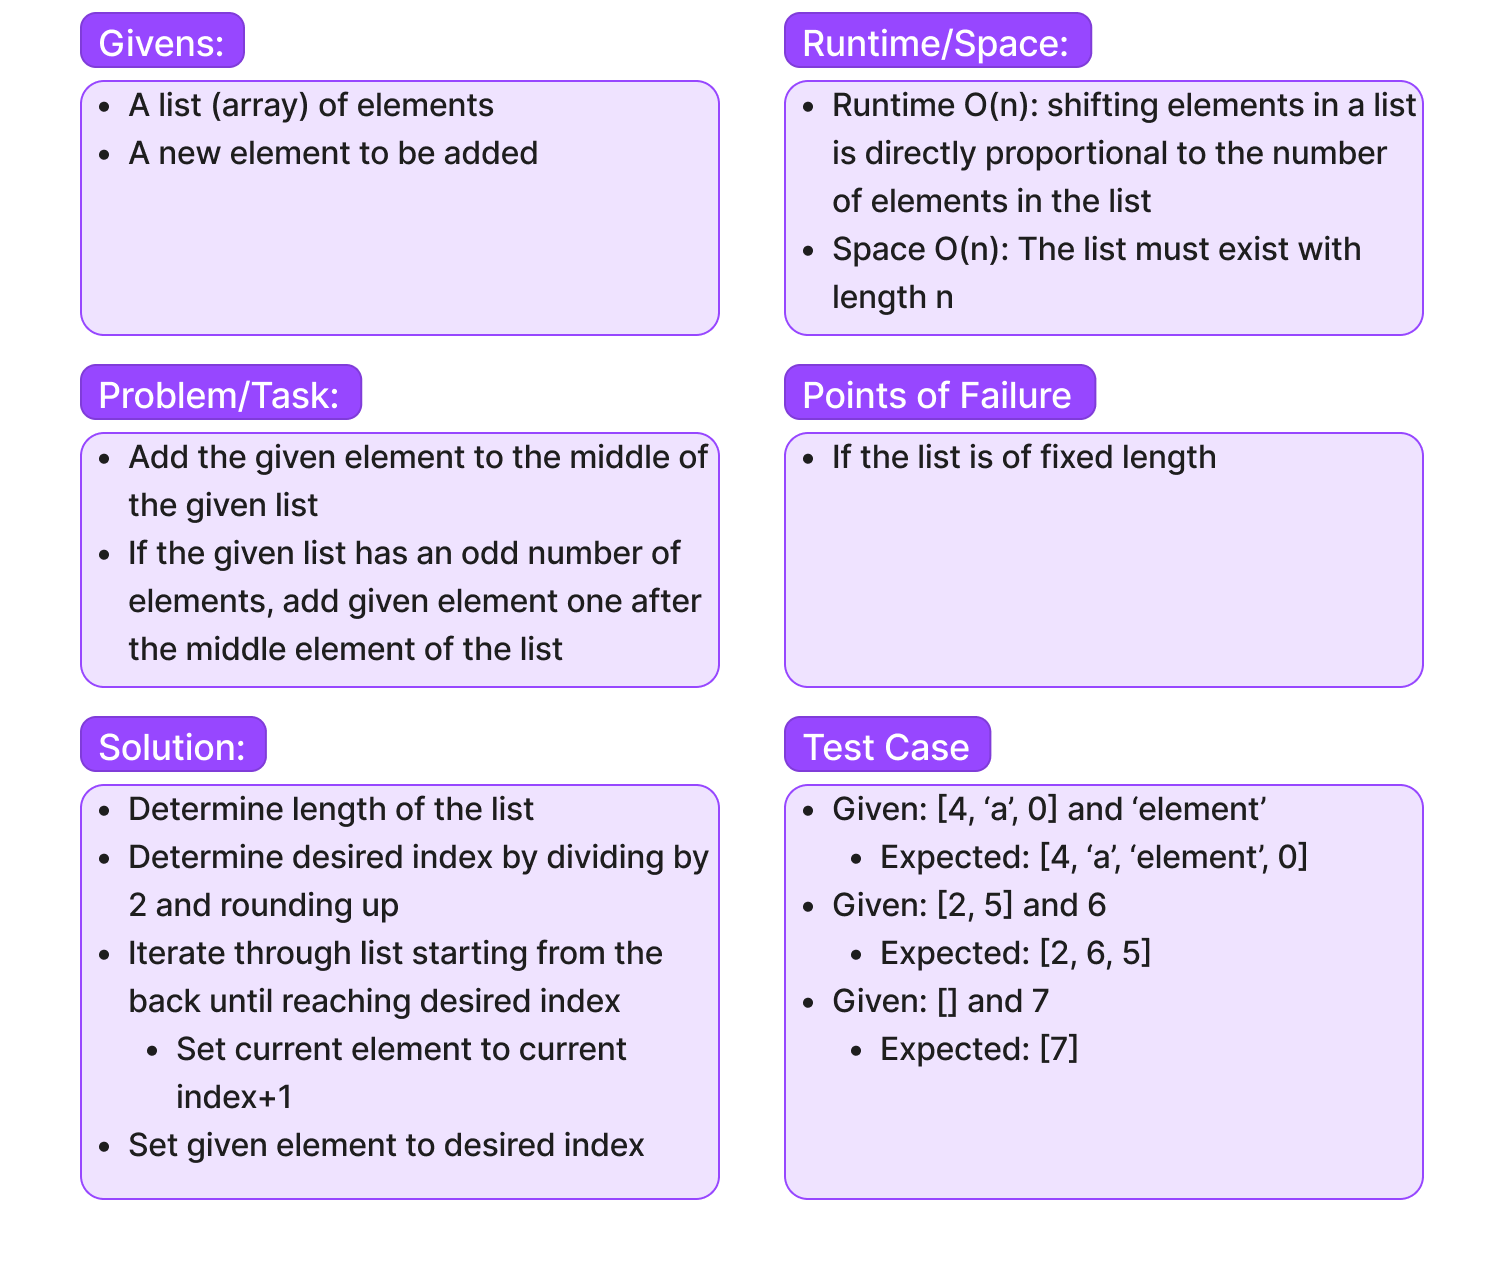 Givens:
• A list (array) of elements
• A new element to be added
Problem/Task:
• Add the given element to the middle of
the given list
• If the given list has an odd number of
elements, add given element one after
the middle element of the list
Solution:
• Determine length of the list
• Determine desired index by dividing by
2 and rounding up
• Iterate through list starting from the
back until reaching desired index
• Set current element to current
index+1
• Set given element to desired index
Runtime/Space:
• Runtime O(n): shifting elements in a list
is directly proportional to the number
of elements in the list
• Space O(n): The list must exist with
length n
Points of Failure
• If the list is of fixed length
Test Case
• Given: [4, ‘a’, 0] and ‘element’
• Expected: [4, ‘a’, ‘element’, 0]
• Given: [2, 5] and 6
• Expected: [2, 6, 5]
• Given: [] and 7
• Expected: [7]